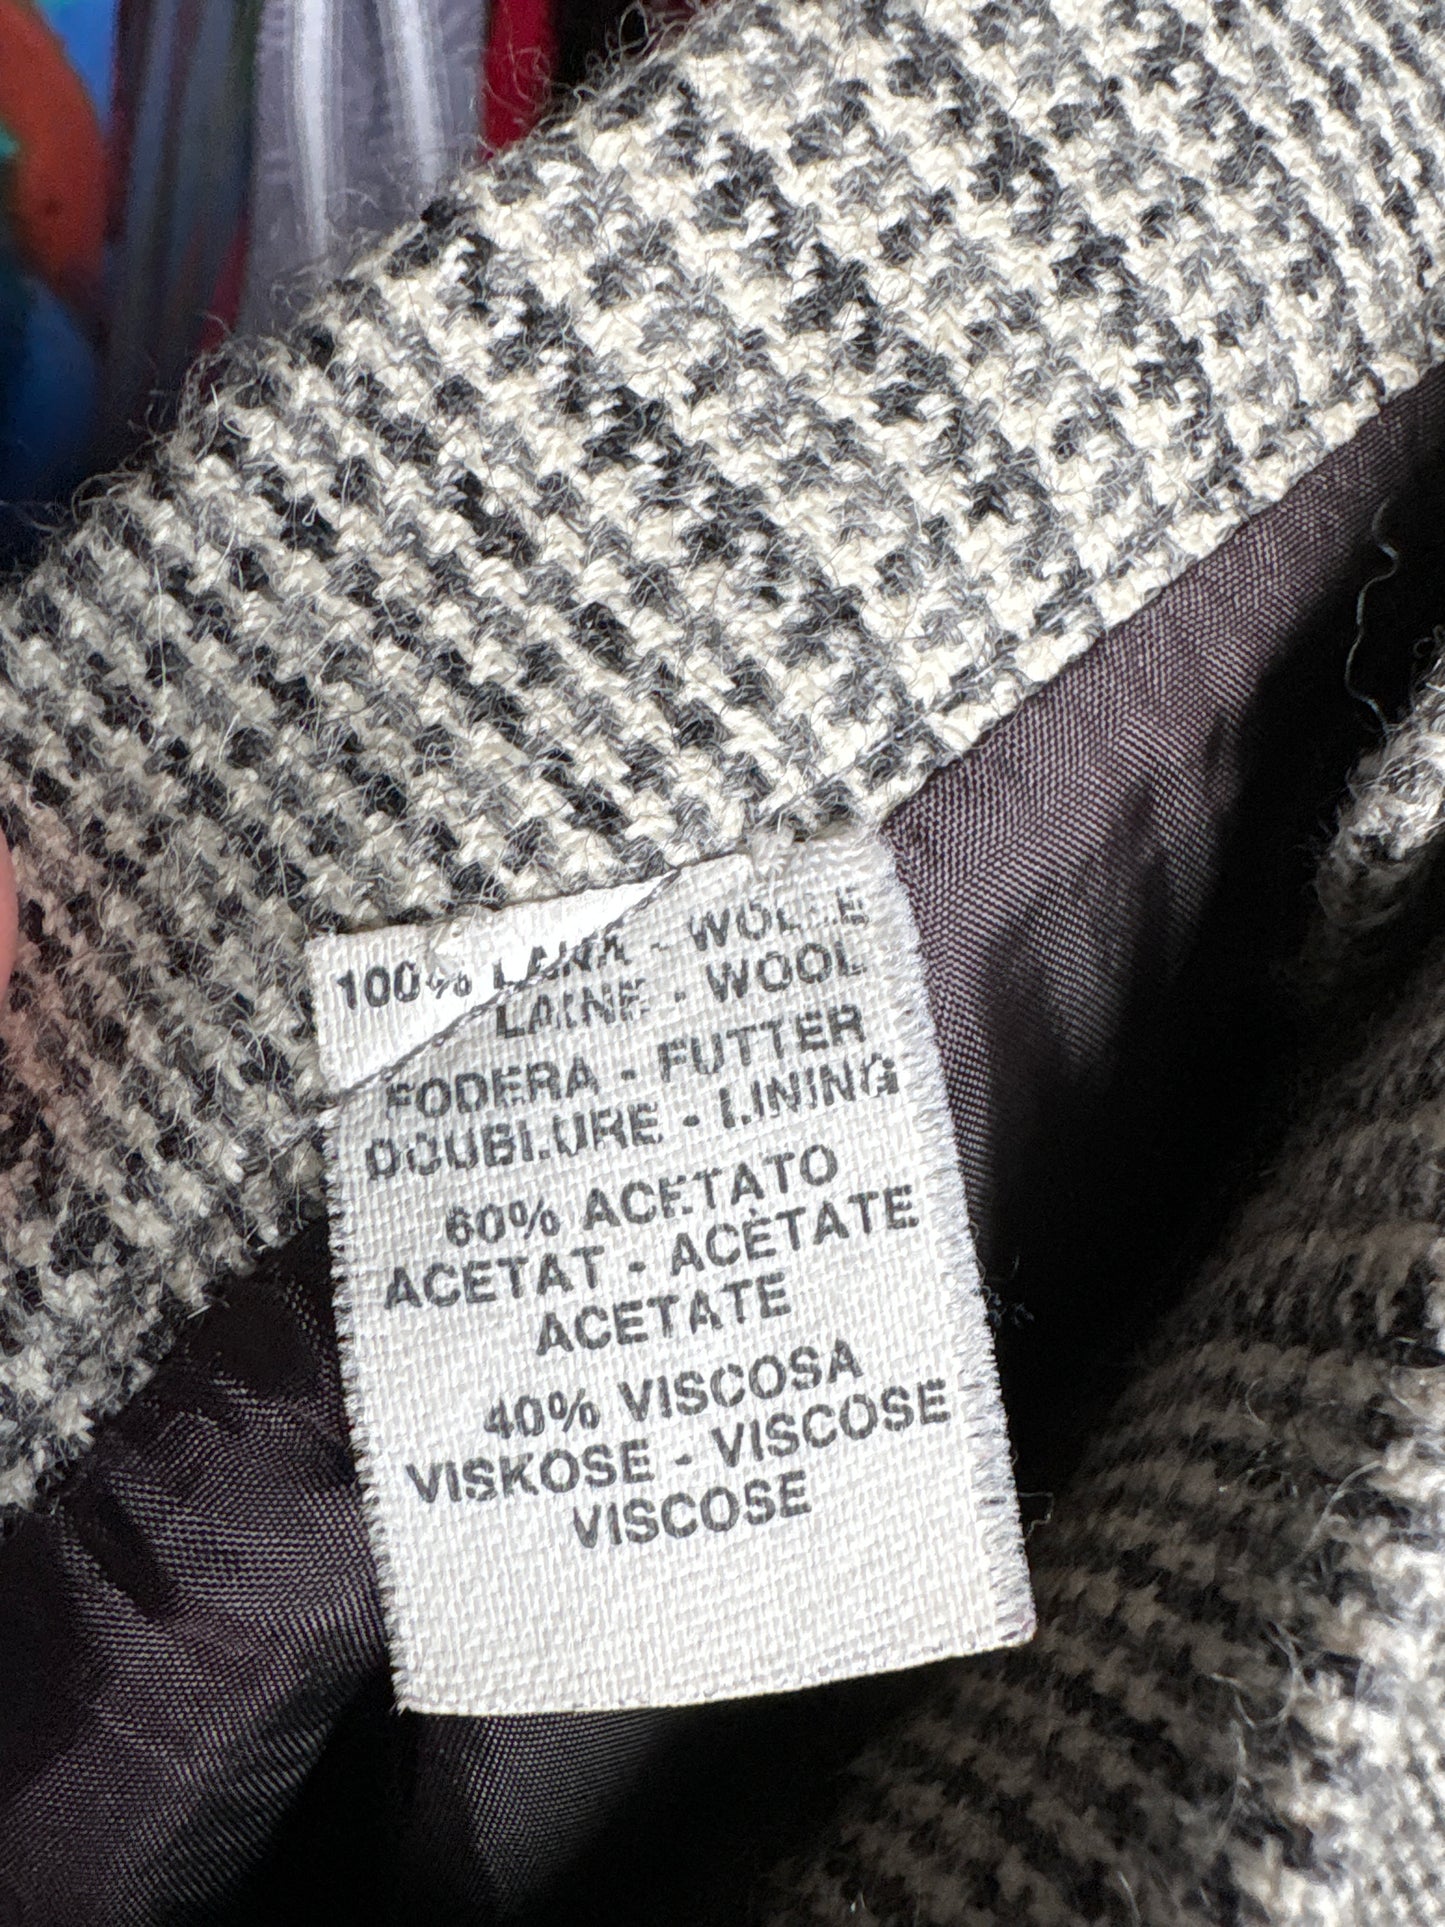 100% LANA - WOLLE
LAINE - WOOL
FODERA - FUTTER
DOUBLURE - LINING
60% ACETATO
ACETAT - ACÈTATE
ACETATE
40% VISCOSA
VISKOSE - VISCOSE
VISCOSE